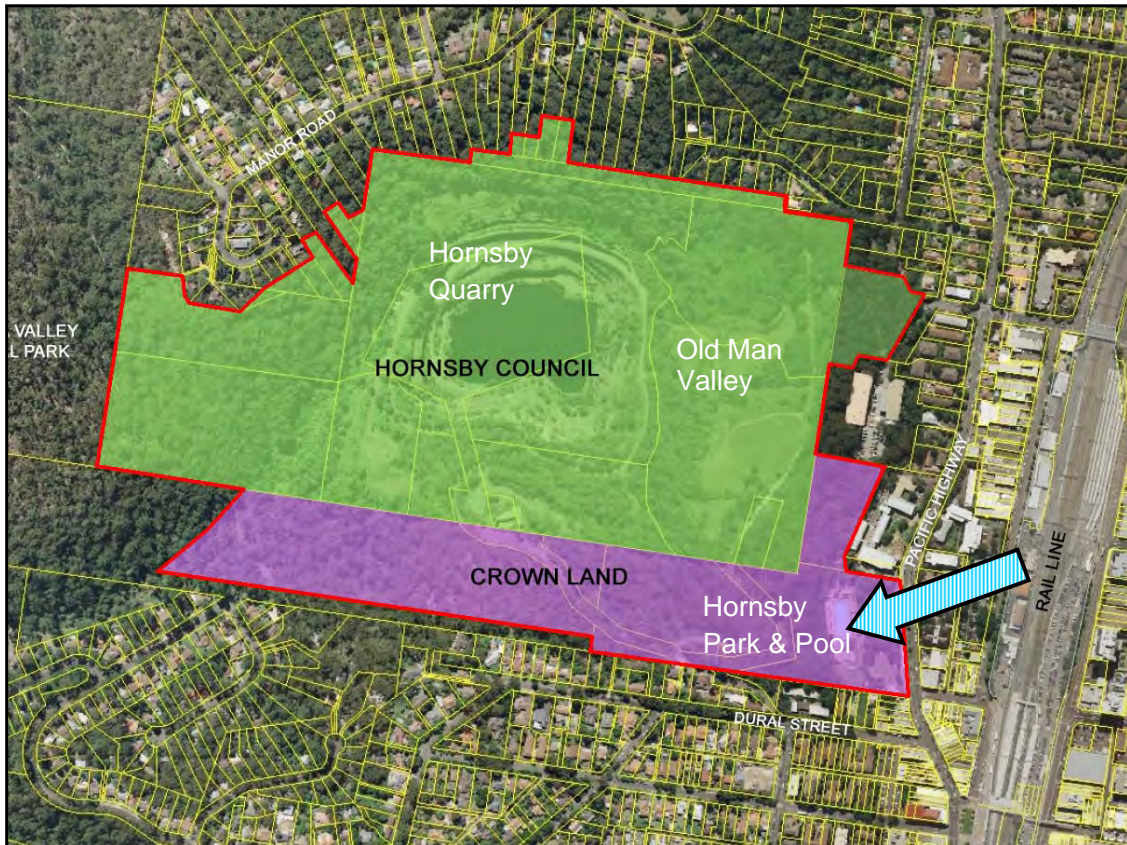 MANOR ROAD
Hornsby
Quarry
VALLEY
L PARK
HORNSBY COUNCIL
Old Man
Valley
PACIFIC HIGHWAY
RAIL LINE
CROWN LAND
Hornsby
Park & Pool
DURAL STREET